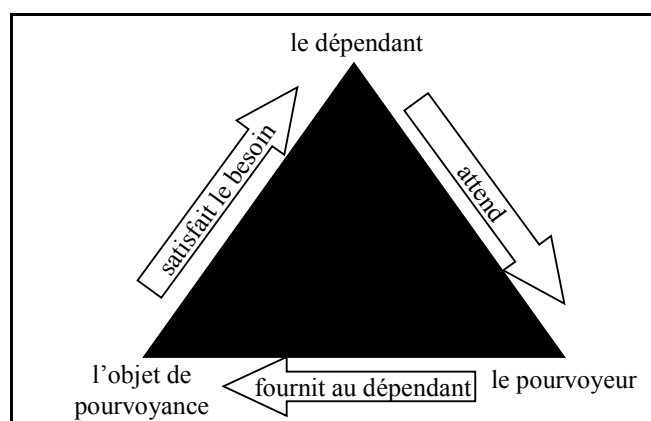 le dépendant
satisfait le besoin
attend
l’objet de
pourvoyance
fournit au dépendant
le pourvoyeur